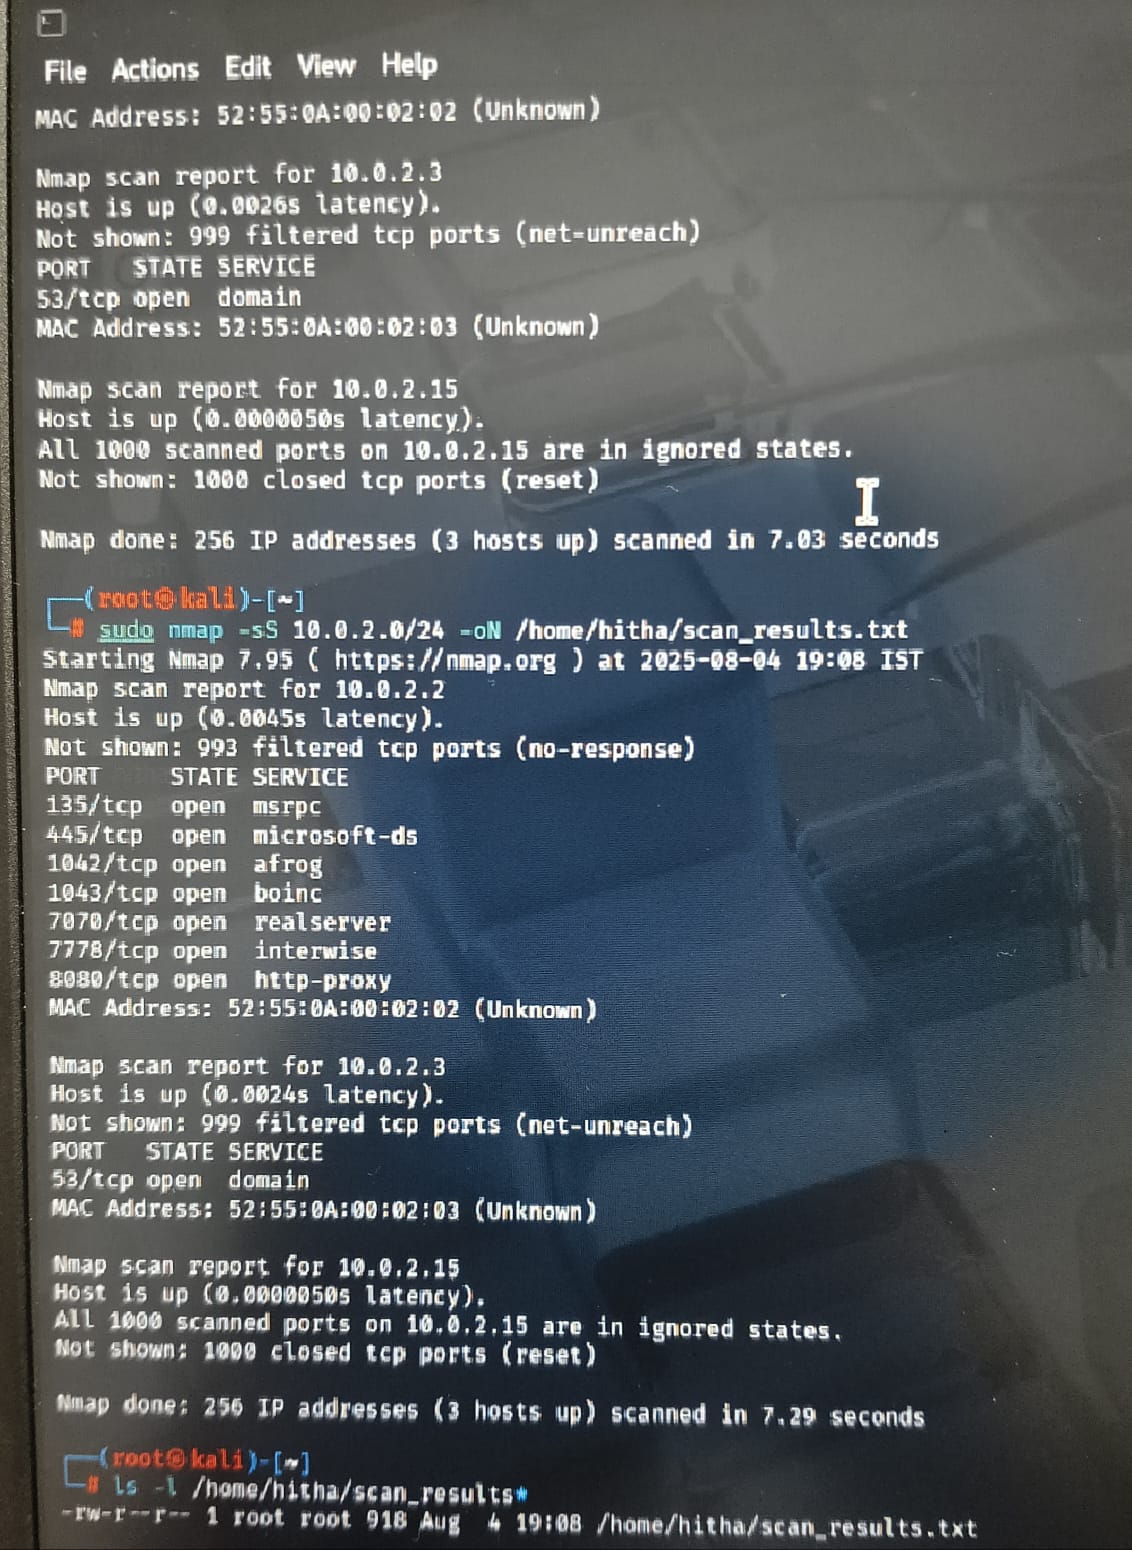 File Actions Edit View Help
MAC Address: 52:55:0A:00:02:02 (Unknown)
Nmap scan report for 10.0.2.3
Host is up (0.0026s latency).
Not shown: 999 filtered tcp ports (net-unreach)
PORT STATE SERVICE
53/tcp open domain
MAC Address: 52:55:0A:00:02:03 (Unknown)
Nmap scan report for 10.0.2.15
Host is up (0.0000050s latency).
All 1000 scanned ports on 10.0.2.15 are in ignored states.
Not shown: 1000 closed tcp ports (reset)
Nmap done: 256 IP addresses (3 hosts up) scanned in 7.03 seconds
(root㉿kali)-[~]
# sudo nmap -sS 10.0.2.0/24 -oN /home/hitha/scan_results.txt
Starting Nmap 7.95 ( https://nmap.org ) at 2025-08-04 19:08 IST
Nmap scan report for 10.0.2.2
Host is up (0.0045s latency).
Not shown: 993 filtered tcp ports (no-response)
PORT STATE SERVICE
135/tcp open msrpc
445/tcp open microsoft-ds
1042/tcp open afrog
1043/tcp open boinc
7070/tcp open realserver
7778/tcp open interwise
8080/tcp open http-proxy
MAC Address: 52:55:0A:00:02:02 (Unknown)
Nmap scan report for 10.0.2.3
Host is up (0.0024s latency).
Not shown: 999 filtered tcp ports (net-unreach)
PORT STATE SERVICE
53/tcp open domain
MAC Address: 52:55:0A:00:02:03 (Unknown)
Nmap scan report for 10.0.2.15
Host is up (0.0000050s latency).
All 1000 scanned ports on 10.0.2.15 are in ignored states.
Not shown: 1000 closed tcp ports (reset)
Nmap done: 256 IP addresses (3 hosts up) scanned in 7.29 seconds
(root㉿kali)-[~]
# ls -l /home/hitha/scan_results*
-rw-r--r-- 1 root root 918 Aug 4 19:08 /home/hitha/scan_results.txt